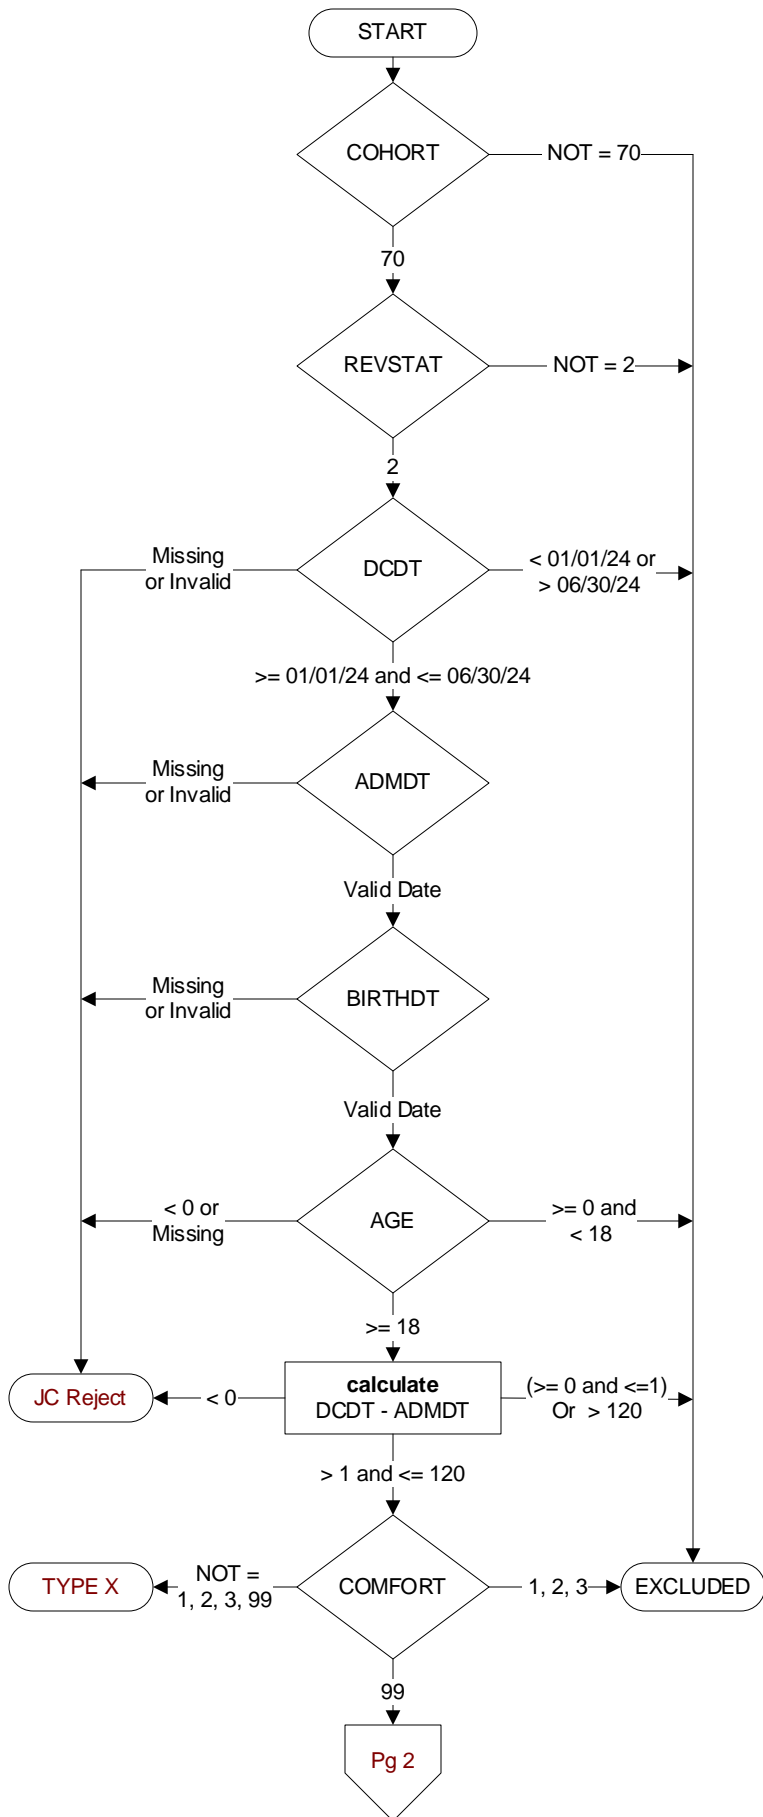 START
COHORT
NOT = 70
70
REVSTAT
NOT = 2
2
Missing
or Invalid
DCDT
< 01/01/24 or
> 06/30/24
>= 01/01/24 and <= 06/30/24
Missing
or Invalid
ADMDT
Valid Date
Missing
or Invalid
BIRTHDT
Valid Date
< 0 or
Missing
AGE
>= 0 and
< 18
>= 18
JC Reject
< 0
calculate
DCDT - ADMDT
(>= 0 and <=1)
Or > 120
> 1 and <= 120
TYPE X
NOT =
1, 2, 3, 99
COMFORT
1, 2, 3
EXCLUDED
99
Pg 2